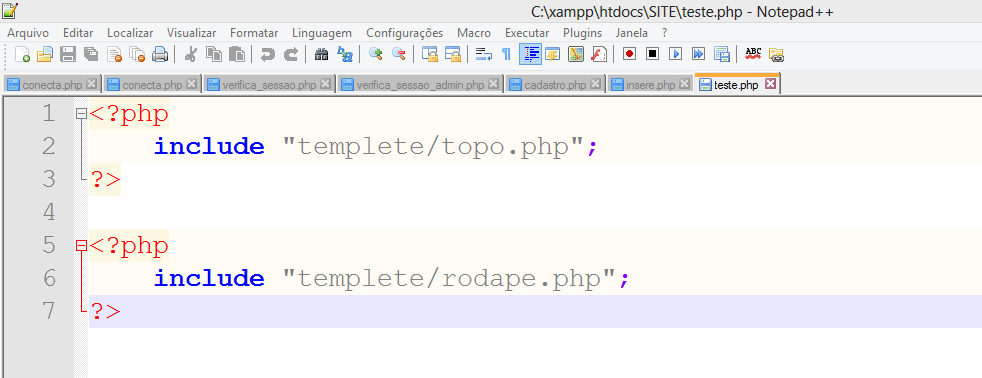 C:\xampp\htdocs\SITE\teste.php - Notepad++
Arquivo Editar Localizar Visualizar Formatar Linguagem Configurações Macro Executar Plugins Janela ?
ABC
conecta.php conecta.php verifica_sessao.php verifica_sessao_admin.php cadastro.php insere.php teste.php
1 <?php
2 include "templete/topo.php";
3 ?>
4
5 <?php
6 include "templete/rodape.php";
7 ?>